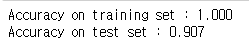 Accuracy on training set : 1.000
Accuracy on test set : 0.907